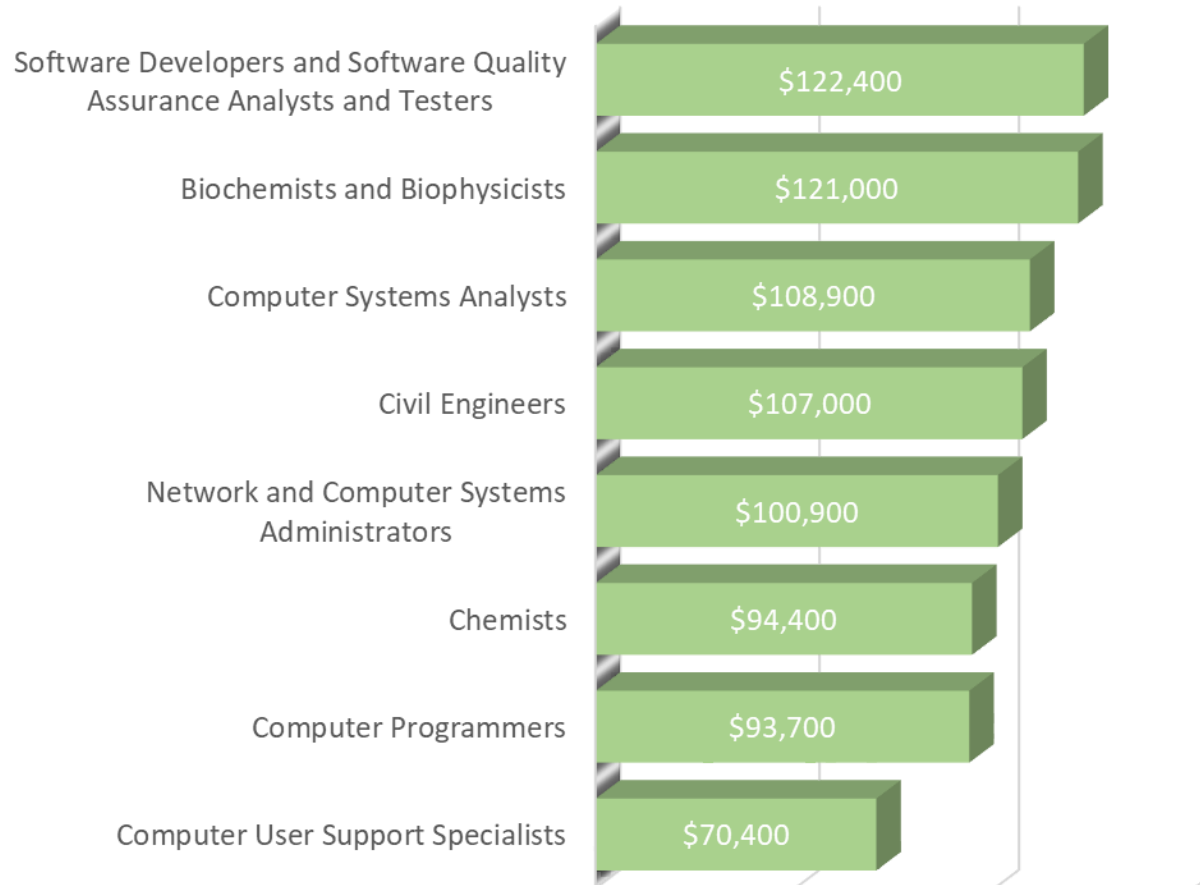 Software Developers and Software Quality
Assurance Analysts and Testers
$122,400
Biochemists and Biophysicists
$121,000
Computer Systems Analysts
$108,900
Civil Engineers
$107,000
Network and Computer Systems
Administrators
$100,900
Chemists
$94,400
Computer Programmers
$93,700
Computer User Support Specialists
$70,400